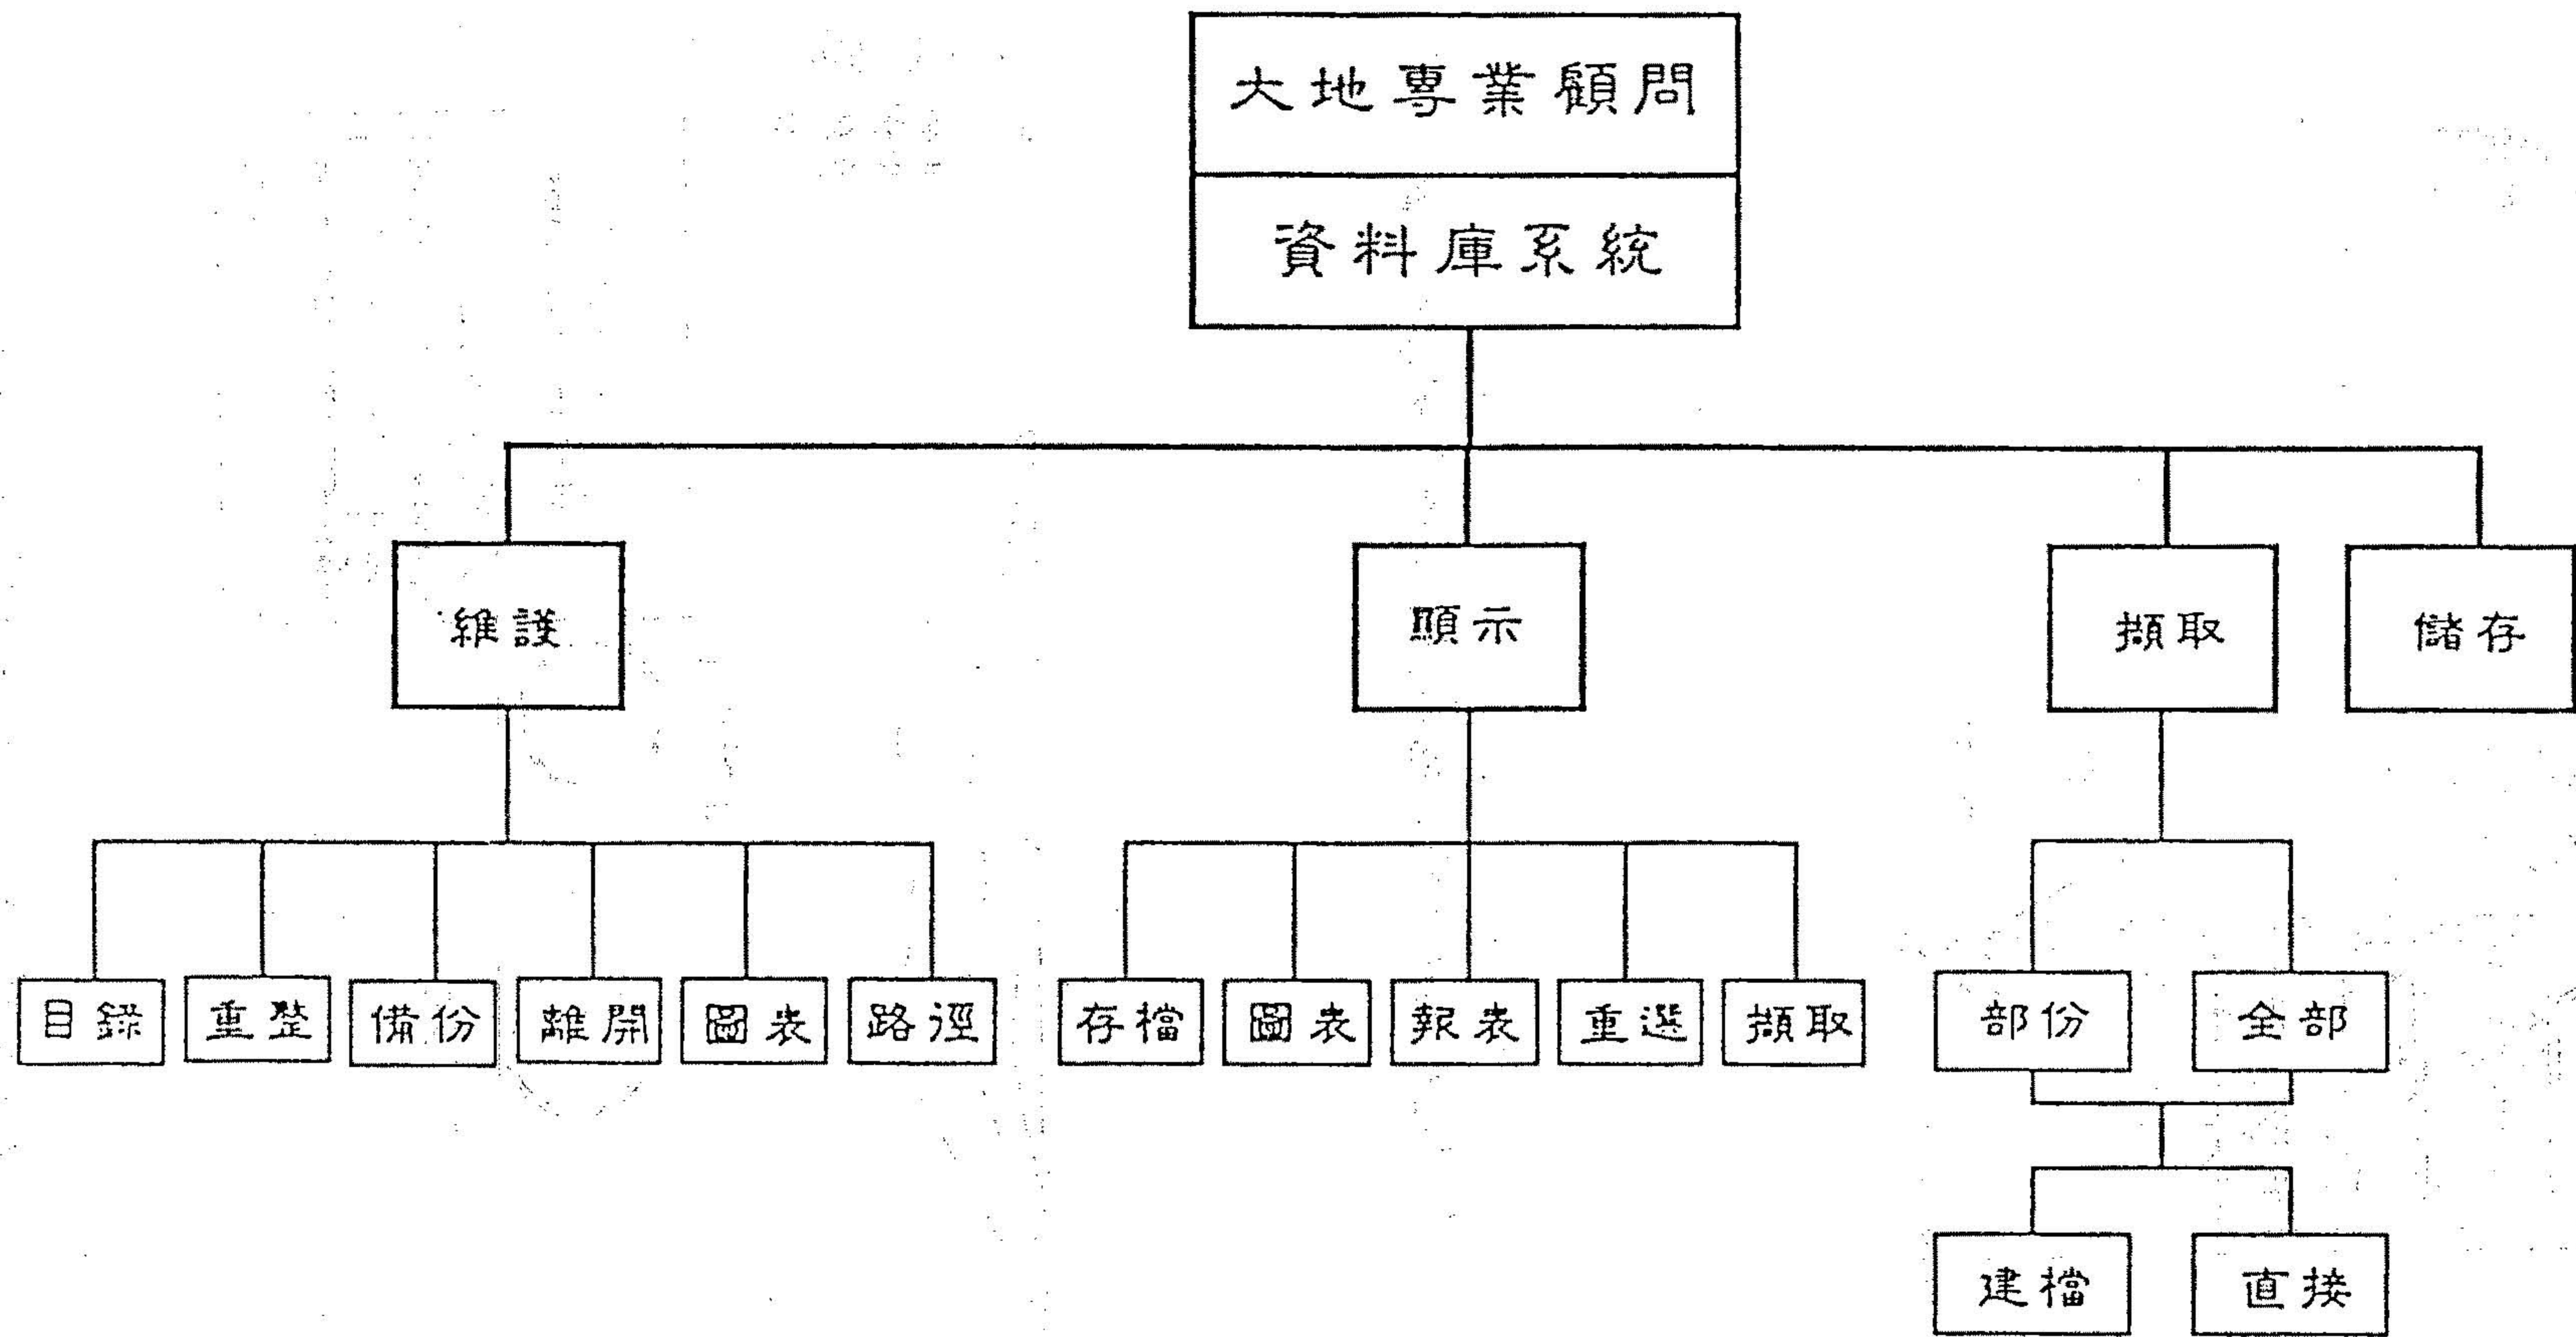 大地專業顧問
資料庫系統
維護
顯示
擷取
儲存
目錄
重整
備份
離開
圖表
路徑
存檔
圖表
報表
重選
擷取
部份
全部
建檔
直接